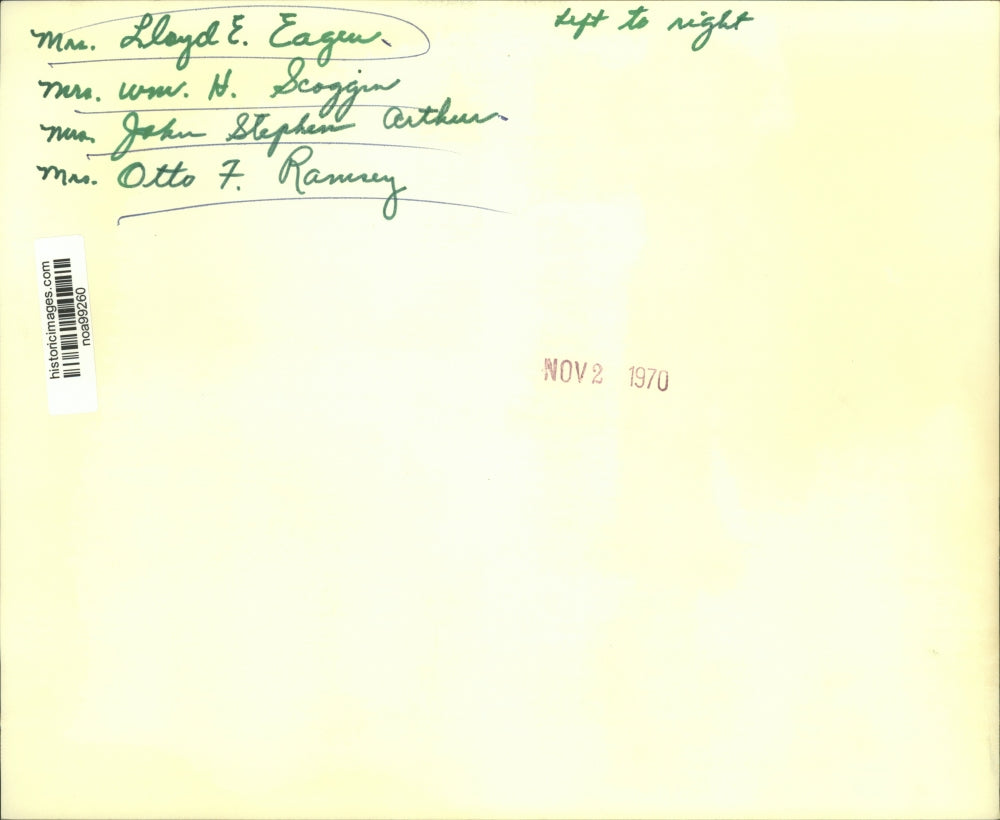 Mrs. Lloyd E. Eagen
Left to right
Mrs. Wm. H. Scoggin
Mrs. John Stephen Arthur
Mrs. Otto F. Ramsey
historicimages.com
noa99260
NOV 2 1970